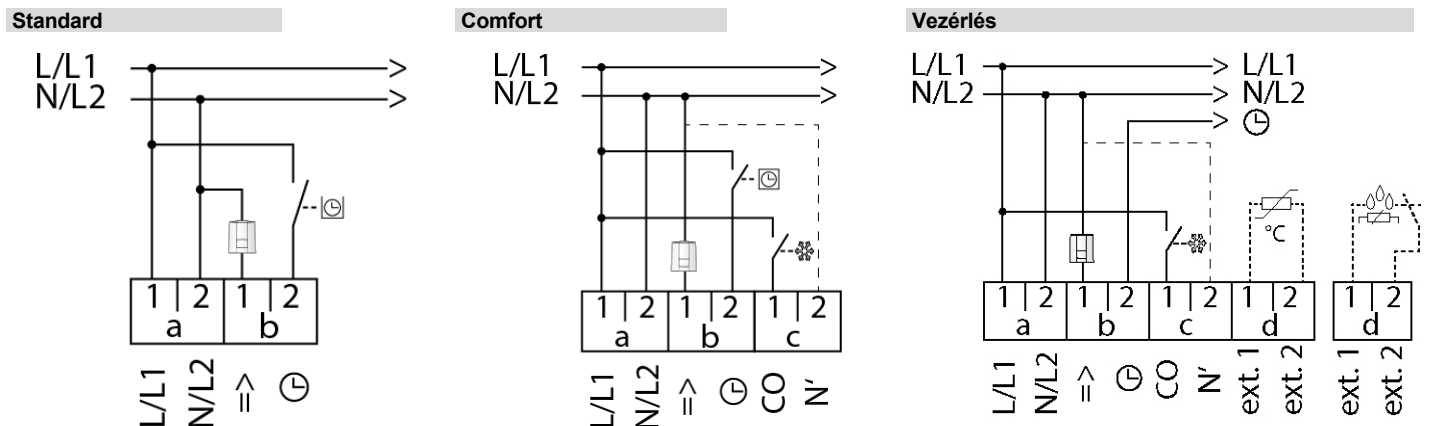 Standard
L/L1
N/L2
1 2 1 2
a b
L/L1 N/L2 =>
Comfort
L/L1
N/L2
1 2 1 2 1 2
a b c
L/L1 N/L2 => CO N'
Vezérlés
L/L1 L/L1
N/L2 N/L2
°C
1 2 1 2 1 2 1 2 1 2
a b c d d
L/L1 N/L2 => CO N' ext. 1 ext. 2 ext. 1 ext. 2